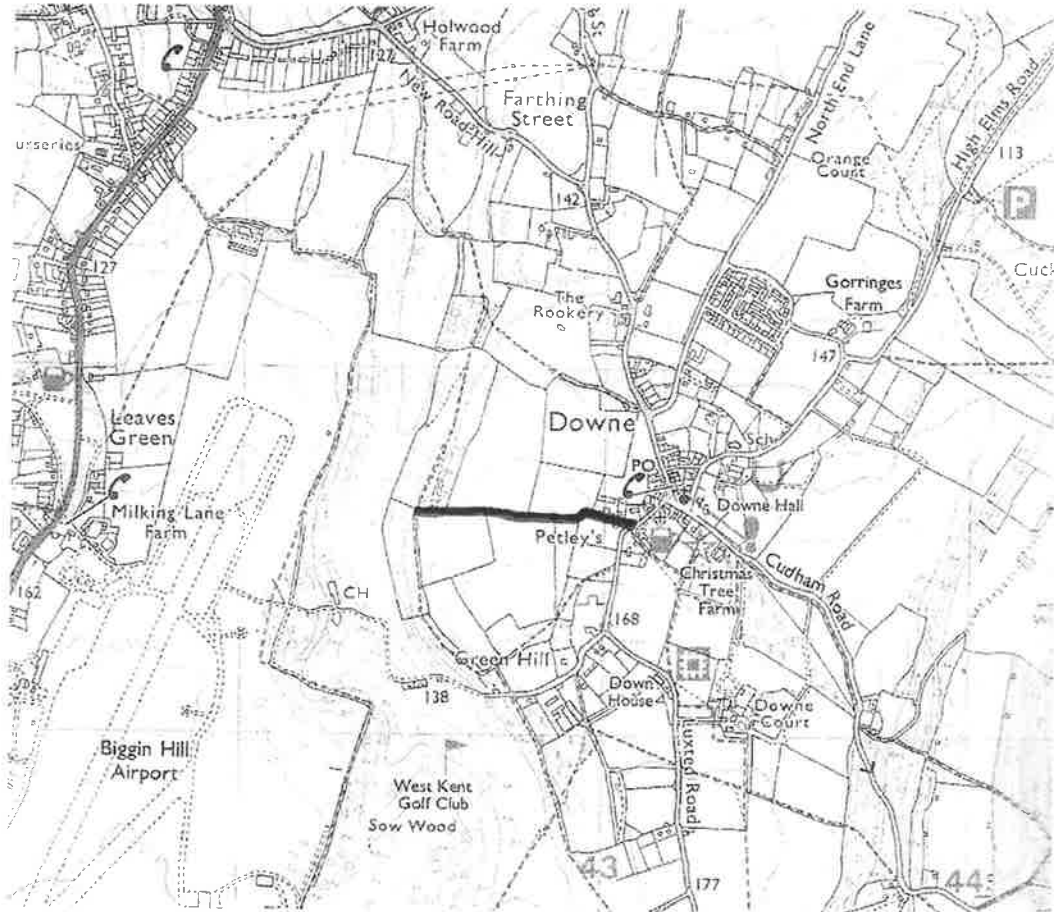 Holwood
Farm
127
New Road Hill
Farthing
Street
St
North End Lane
High Elms Road
113
P
urseries
Orange
Court
142
127
The
Rookery
Gorringes
Farm
Cuck
147
Leaves
Green
Downe
Sch
PO
Downe Hall
Milking Lane
Farm
Petley's
Christmas
Tree
Farm
Cudham Road
162
CH
168
Green Hill
Down
House
138
Downe
Court
Luxted Road
Biggin Hill
Airport
West Kent
Golf Club
Sow Wood
43
177
44